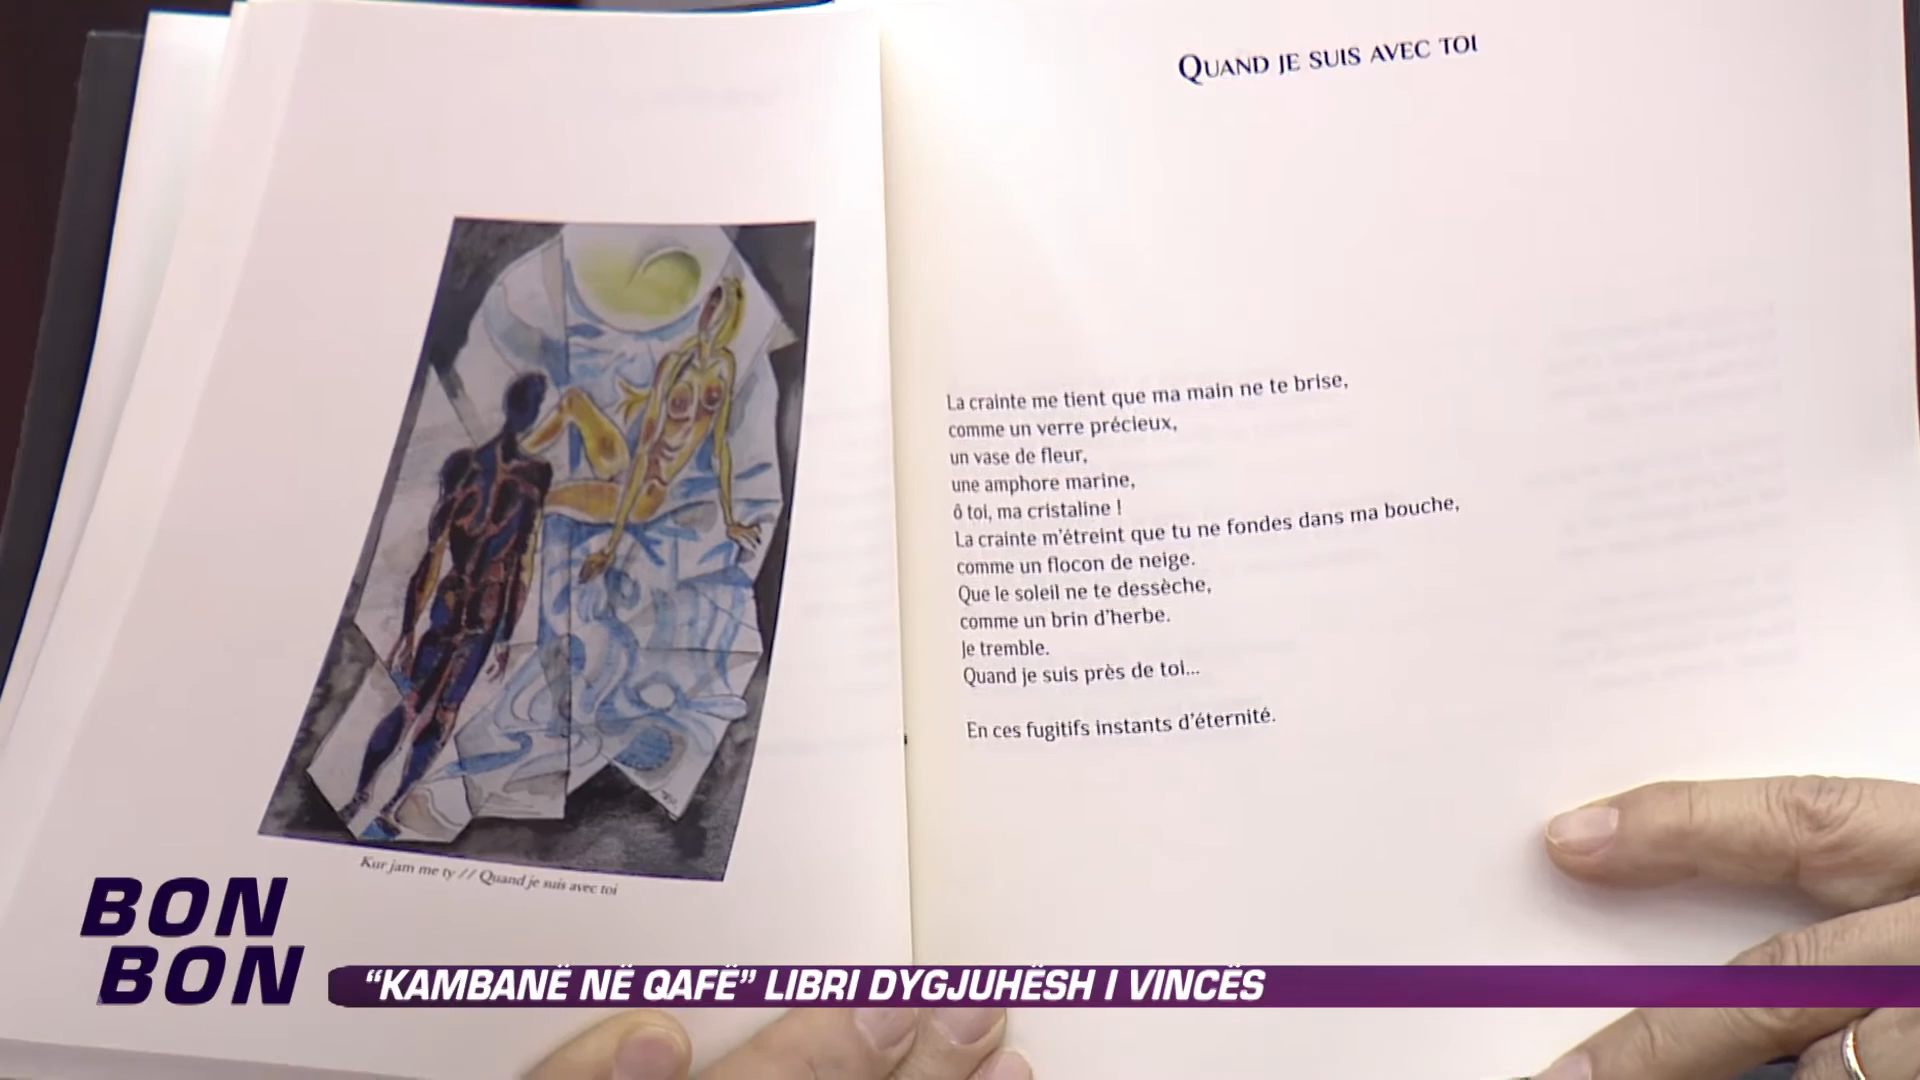 QUAND JE SUIS AVEC TOI
La crainte me tient que ma main ne te brise,
comme un verre précieux,
un vase de fleur,
une amphore marine,
ô toi, ma cristaline !
La crainte m'étreint que tu ne fondes dans ma bouche,
comme un flocon de neige.
Que le soleil ne te dessèche,
comme un brin d'herbe.
Je tremble.
Quand je suis près de toi...
En ces fugitifs instants d'éternité.
Kur jam me ty // Quand je suis avec toi
BON
BON
“KAMBANË NË QAFË” LIBRI DYGJUHËSH I VINCËS